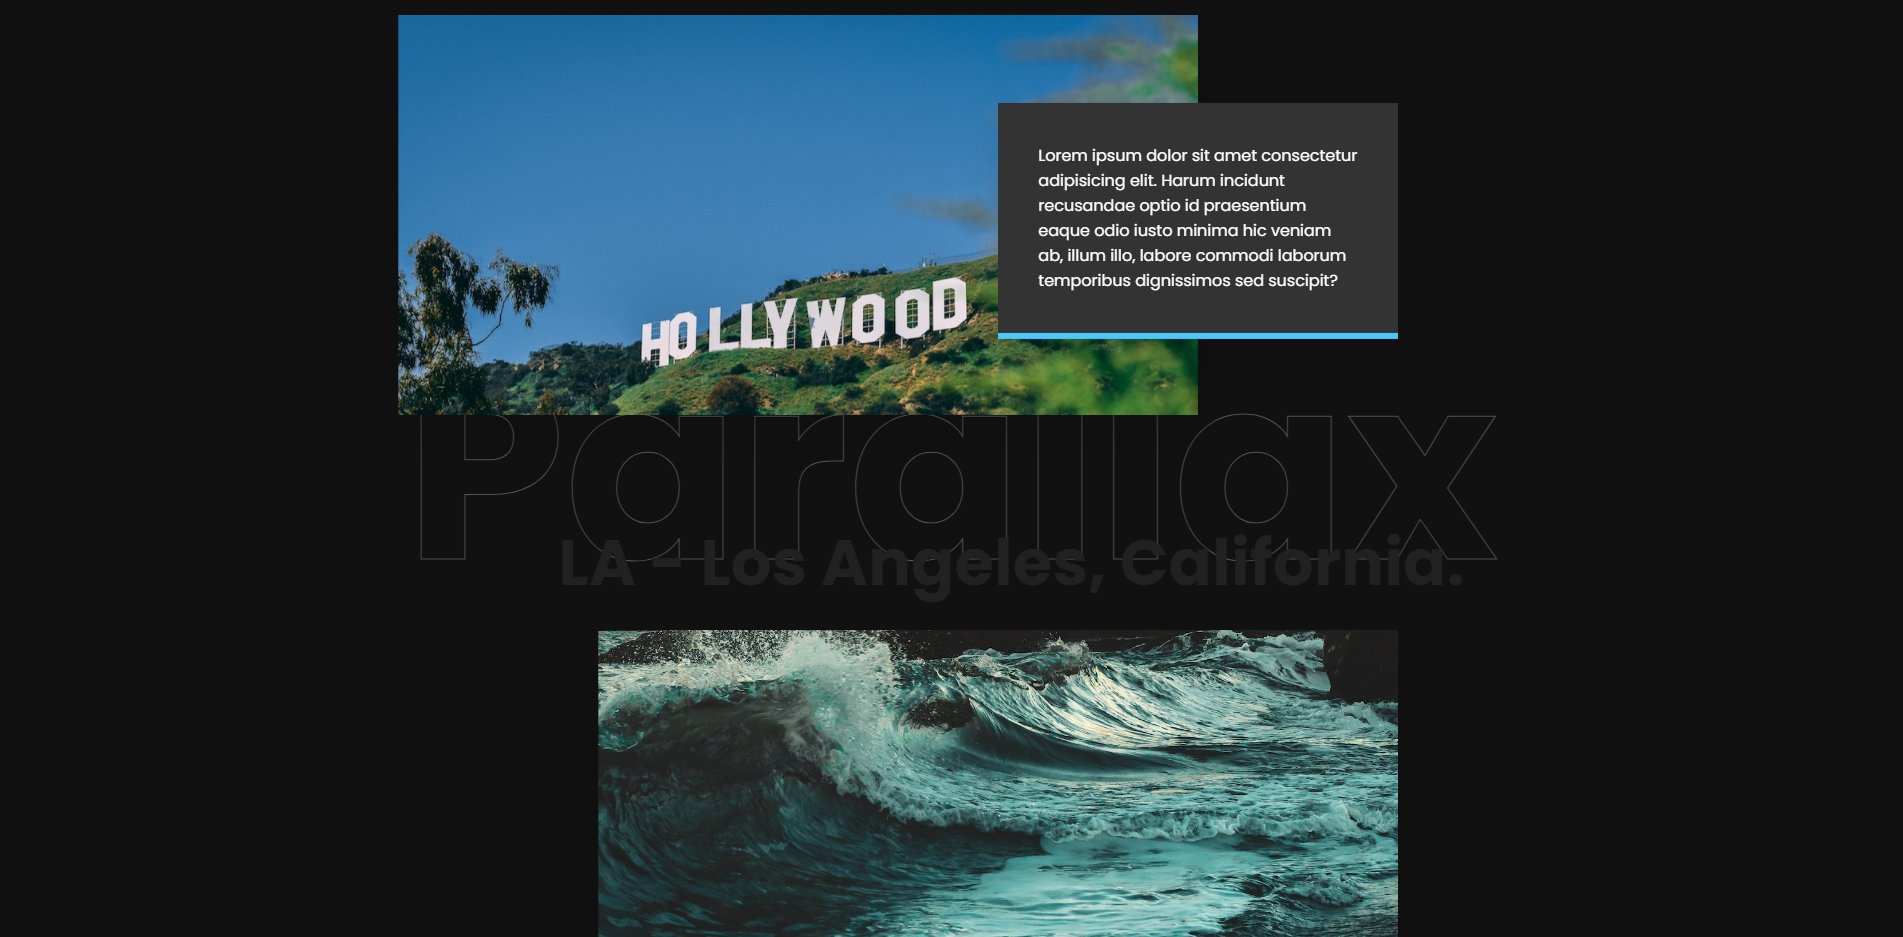 HOLLYWOOD
Lorem ipsum dolor sit amet consectetur
adipisicing elit. Harum incidunt
recusandae optio id praesentium
eaque odio iusto minima hic veniam
ab, illum illo, labore commodi laborum
temporibus dignissimos sed suscipit?
Parallax
LA - Los Angeles, California.